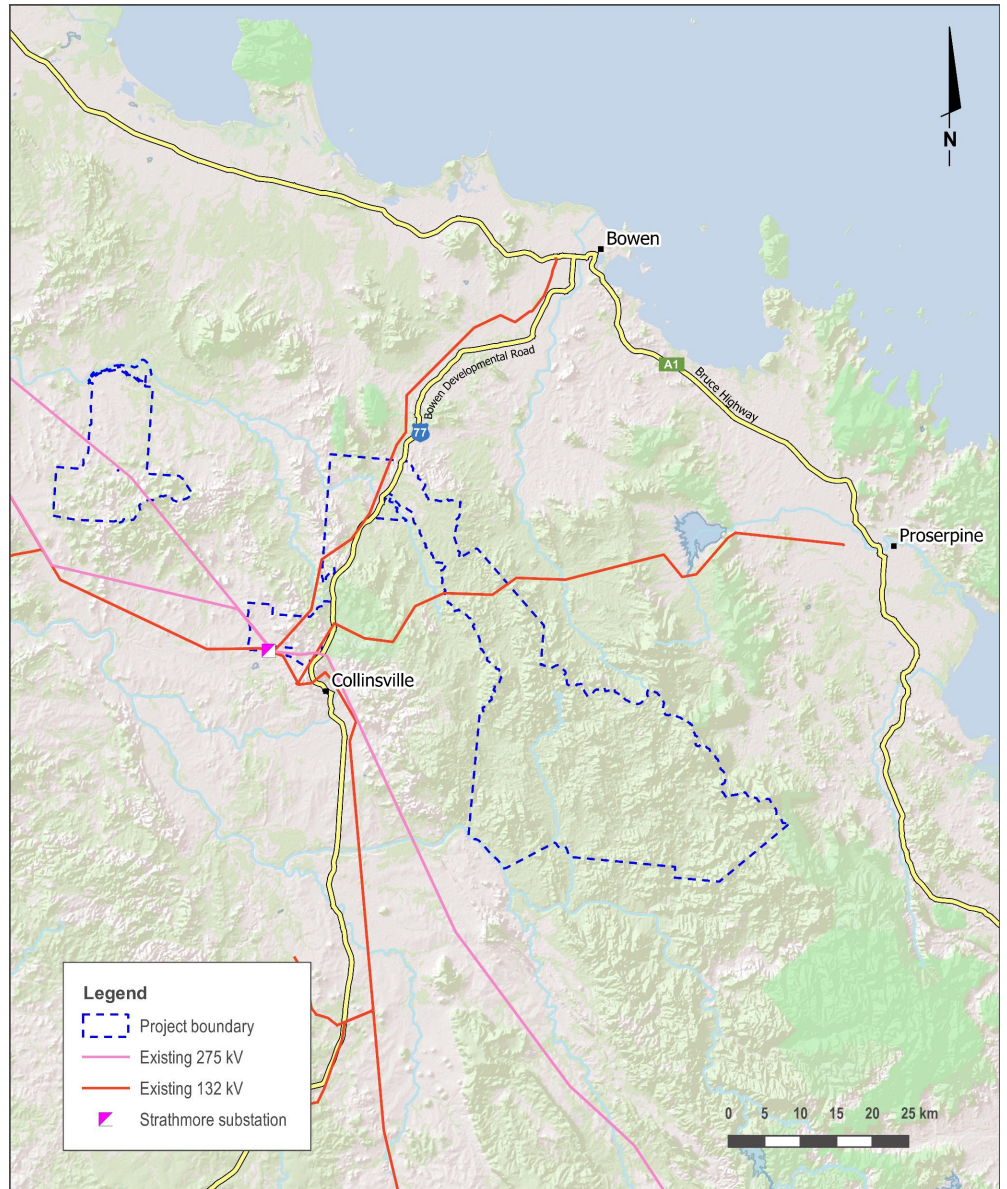 N
Bowen
Bowen Developmental Road
A1
Bruce Highway
77
Proserpine
Collinsville
Legend
Project boundary
Existing 275 kV
Existing 132 kV
Strathmore substation
0 5 10 15 20 25 km